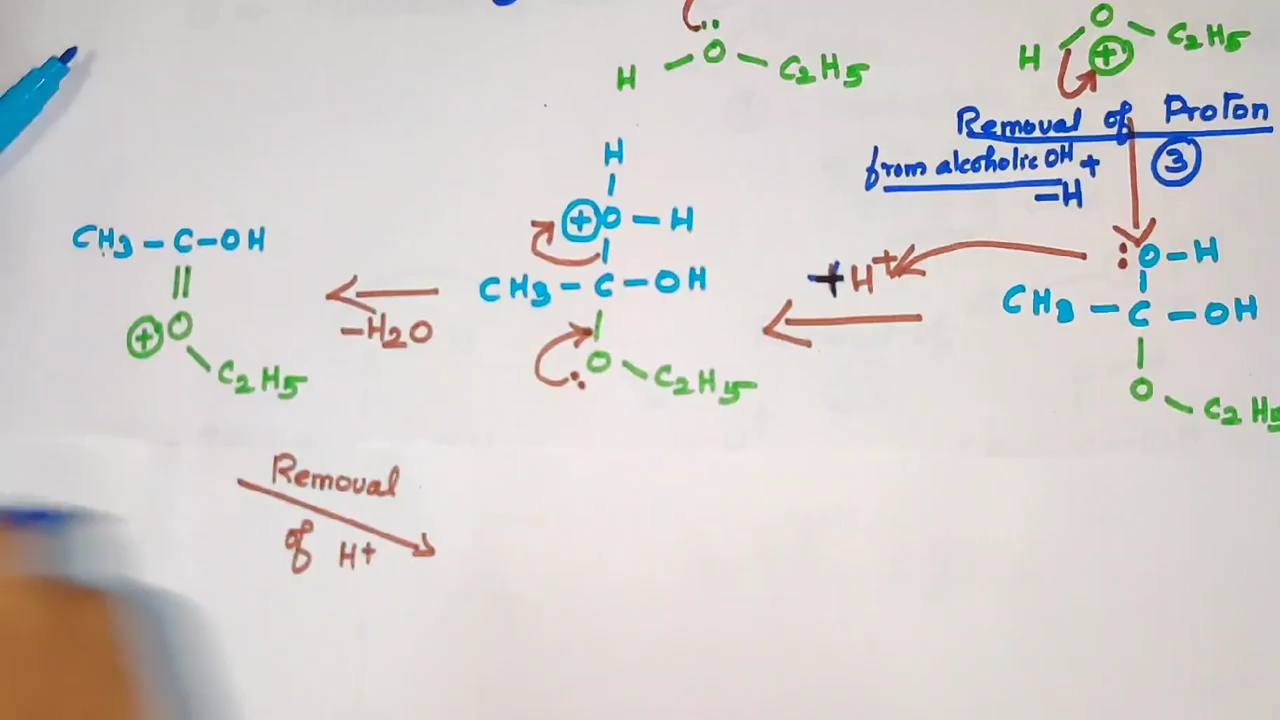 O
H ⊕ C2H5
•• O
H C2H5
Removal of Proton
from alcoholic OH +
-H
3
H
⊕ O - H
CH3 - C - OH
O
C2H5
CH3 - C - OH
||
⊕ O
C2H5
-H2O
+H+
: O - H
CH3 - C - OH
O
C2H5
Removal
of H+